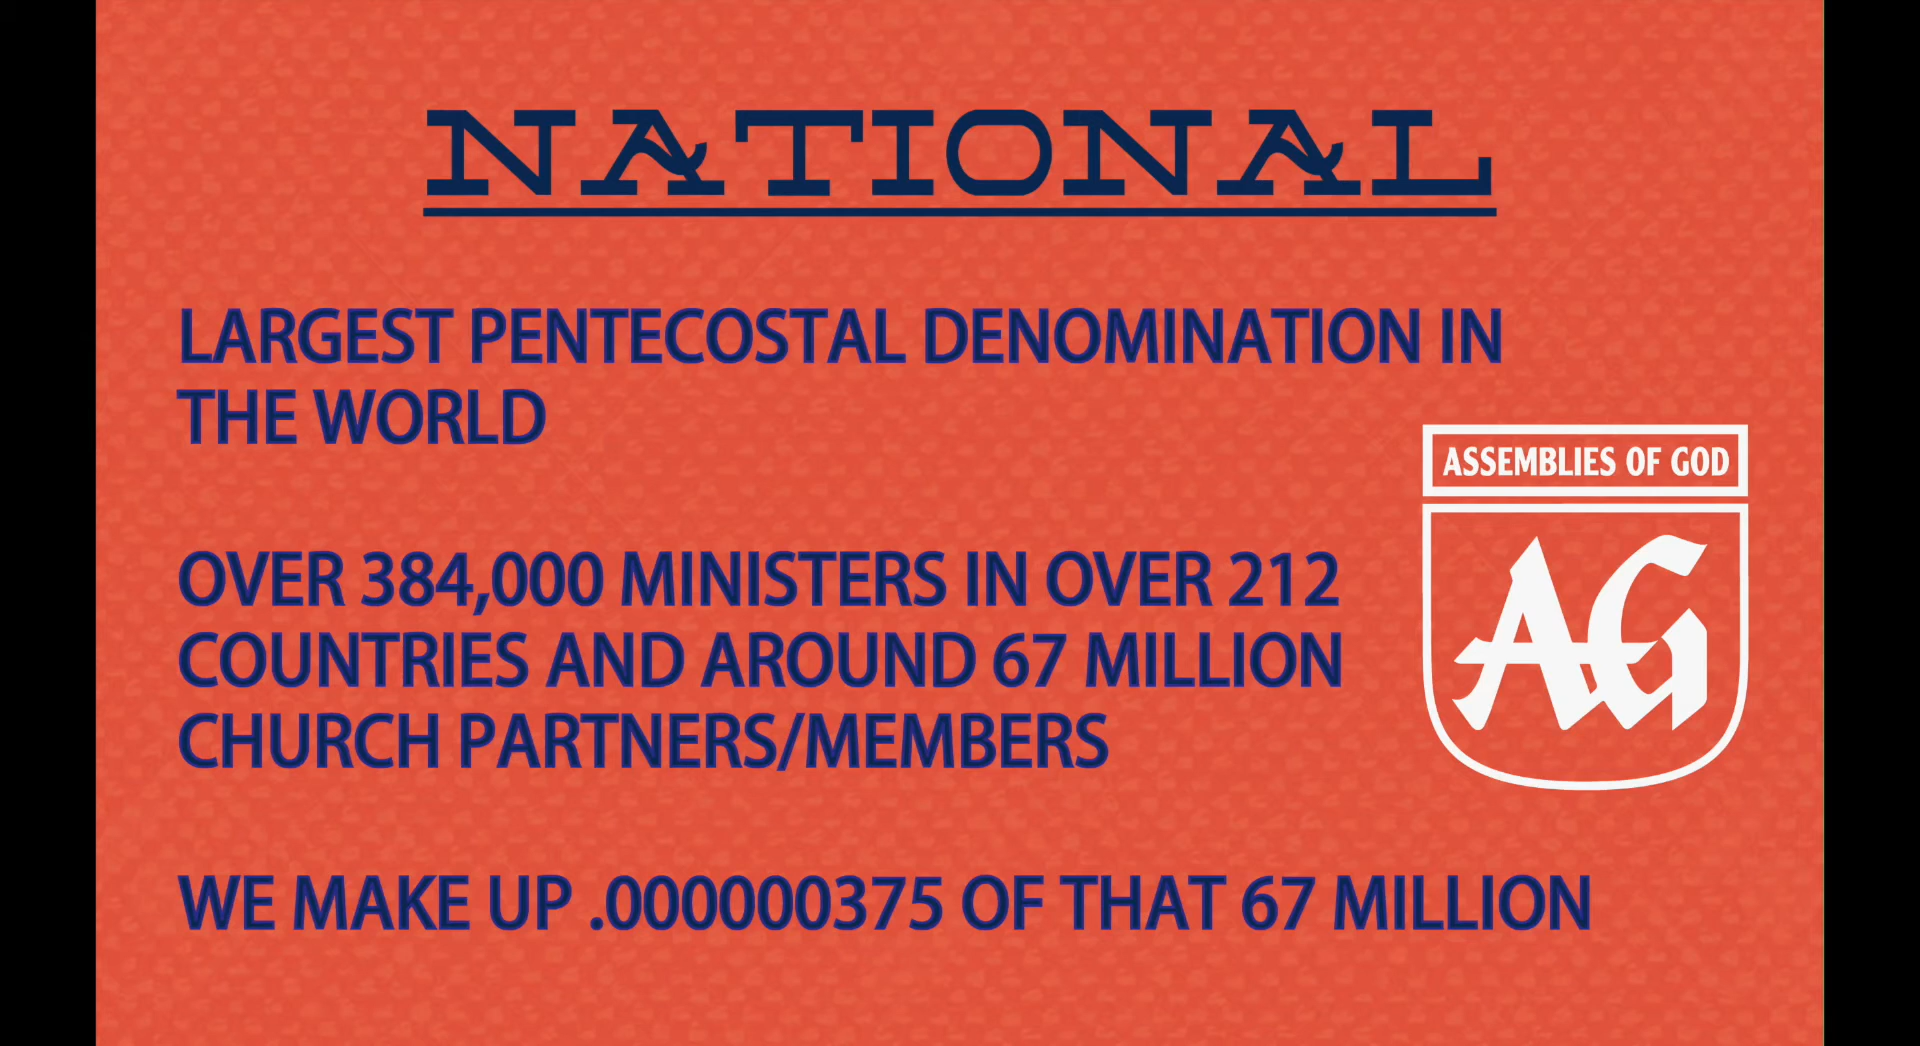 NATIONAL
LARGEST PENTECOSTAL DENOMINATION IN
THE WORLD
ASSEMBLIES OF GOD
AG
OVER 384,000 MINISTERS IN OVER 212
COUNTRIES AND AROUND 67 MILLION
CHURCH PARTNERS/MEMBERS
WE MAKE UP .000000375 OF THAT 67 MILLION